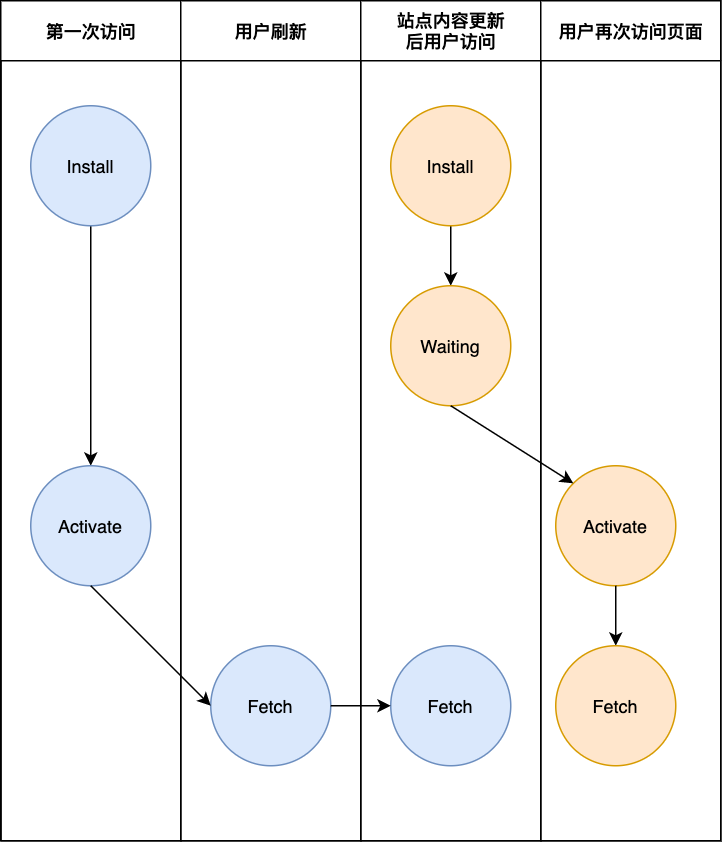 第一次访问
用户刷新
站点内容更新
后用户访问
用户再次访问页面
Install
Install
Waiting
Activate
Activate
Fetch
Fetch
Fetch